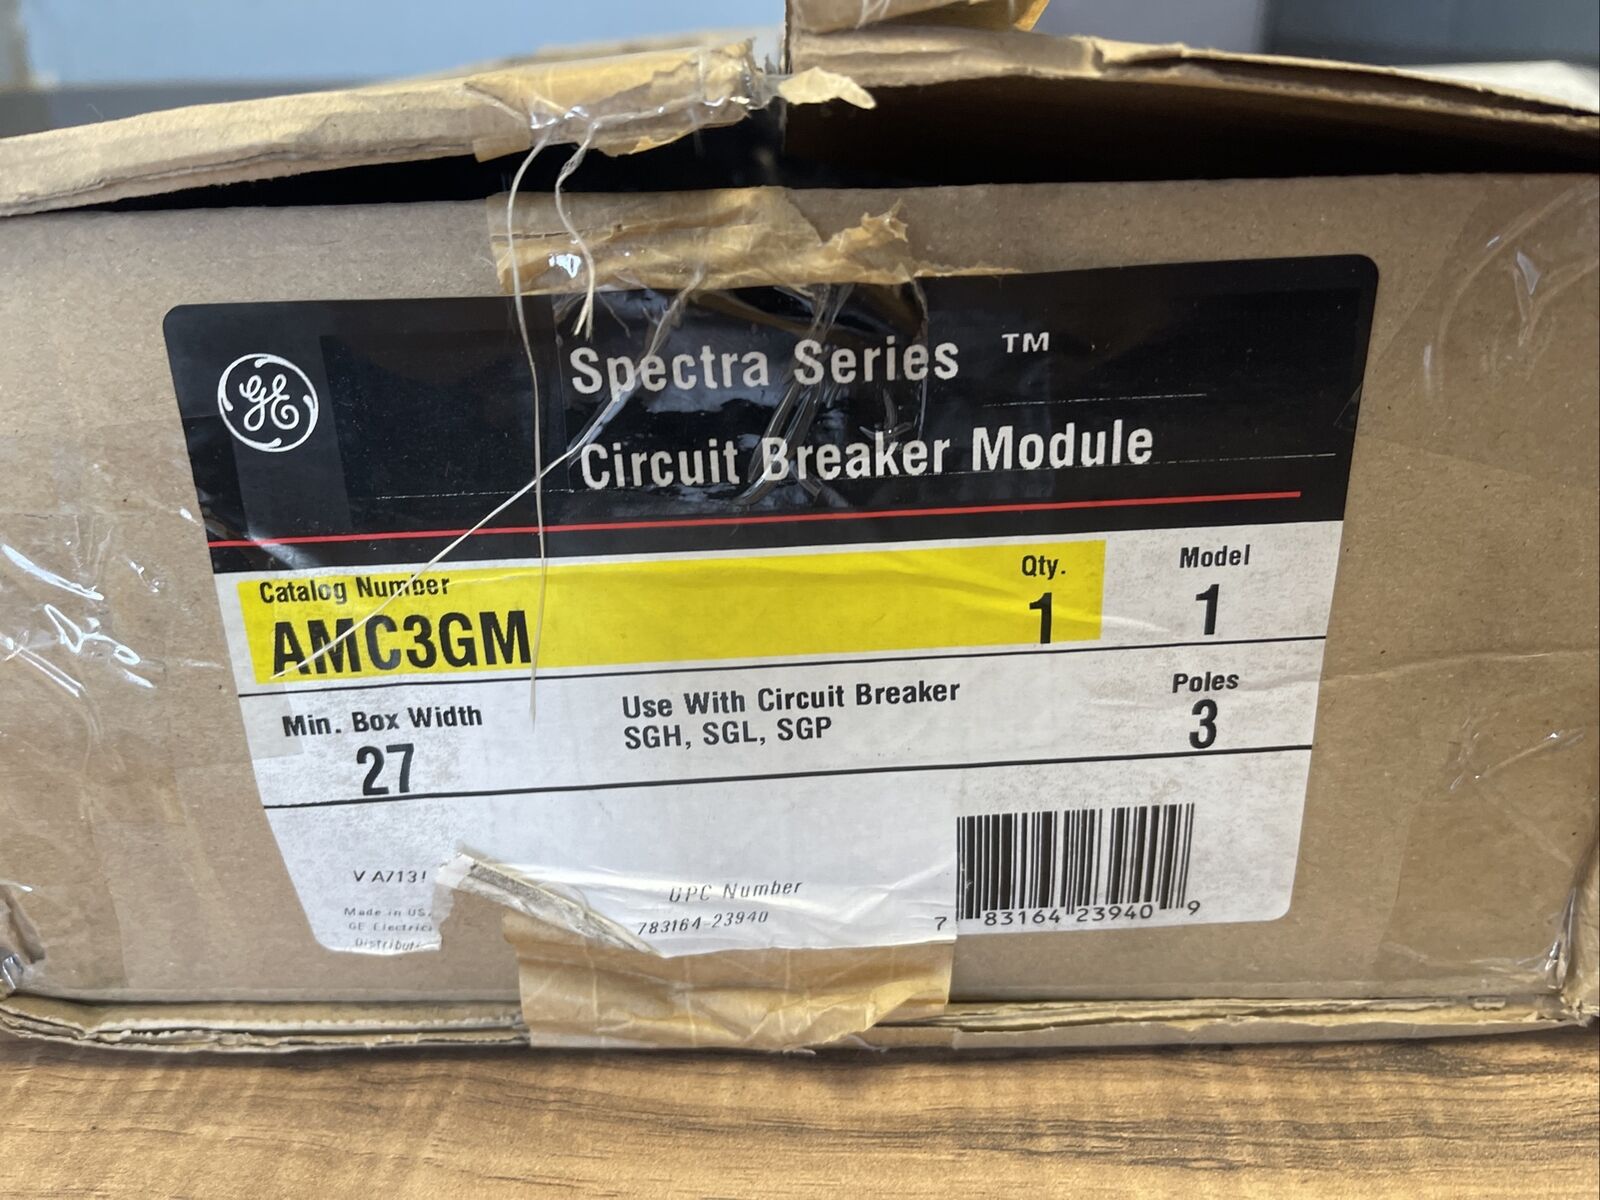 GE
Spectra Series ™
Circuit Breaker Module
Catalog Number
AMC3GM
Qty.
1
Model
1
Min. Box Width
27
Use With Circuit Breaker
SGH, SGL, SGP
Poles
3
Made in
GE
UPC Number
783164-23940
7 83164 23940 9